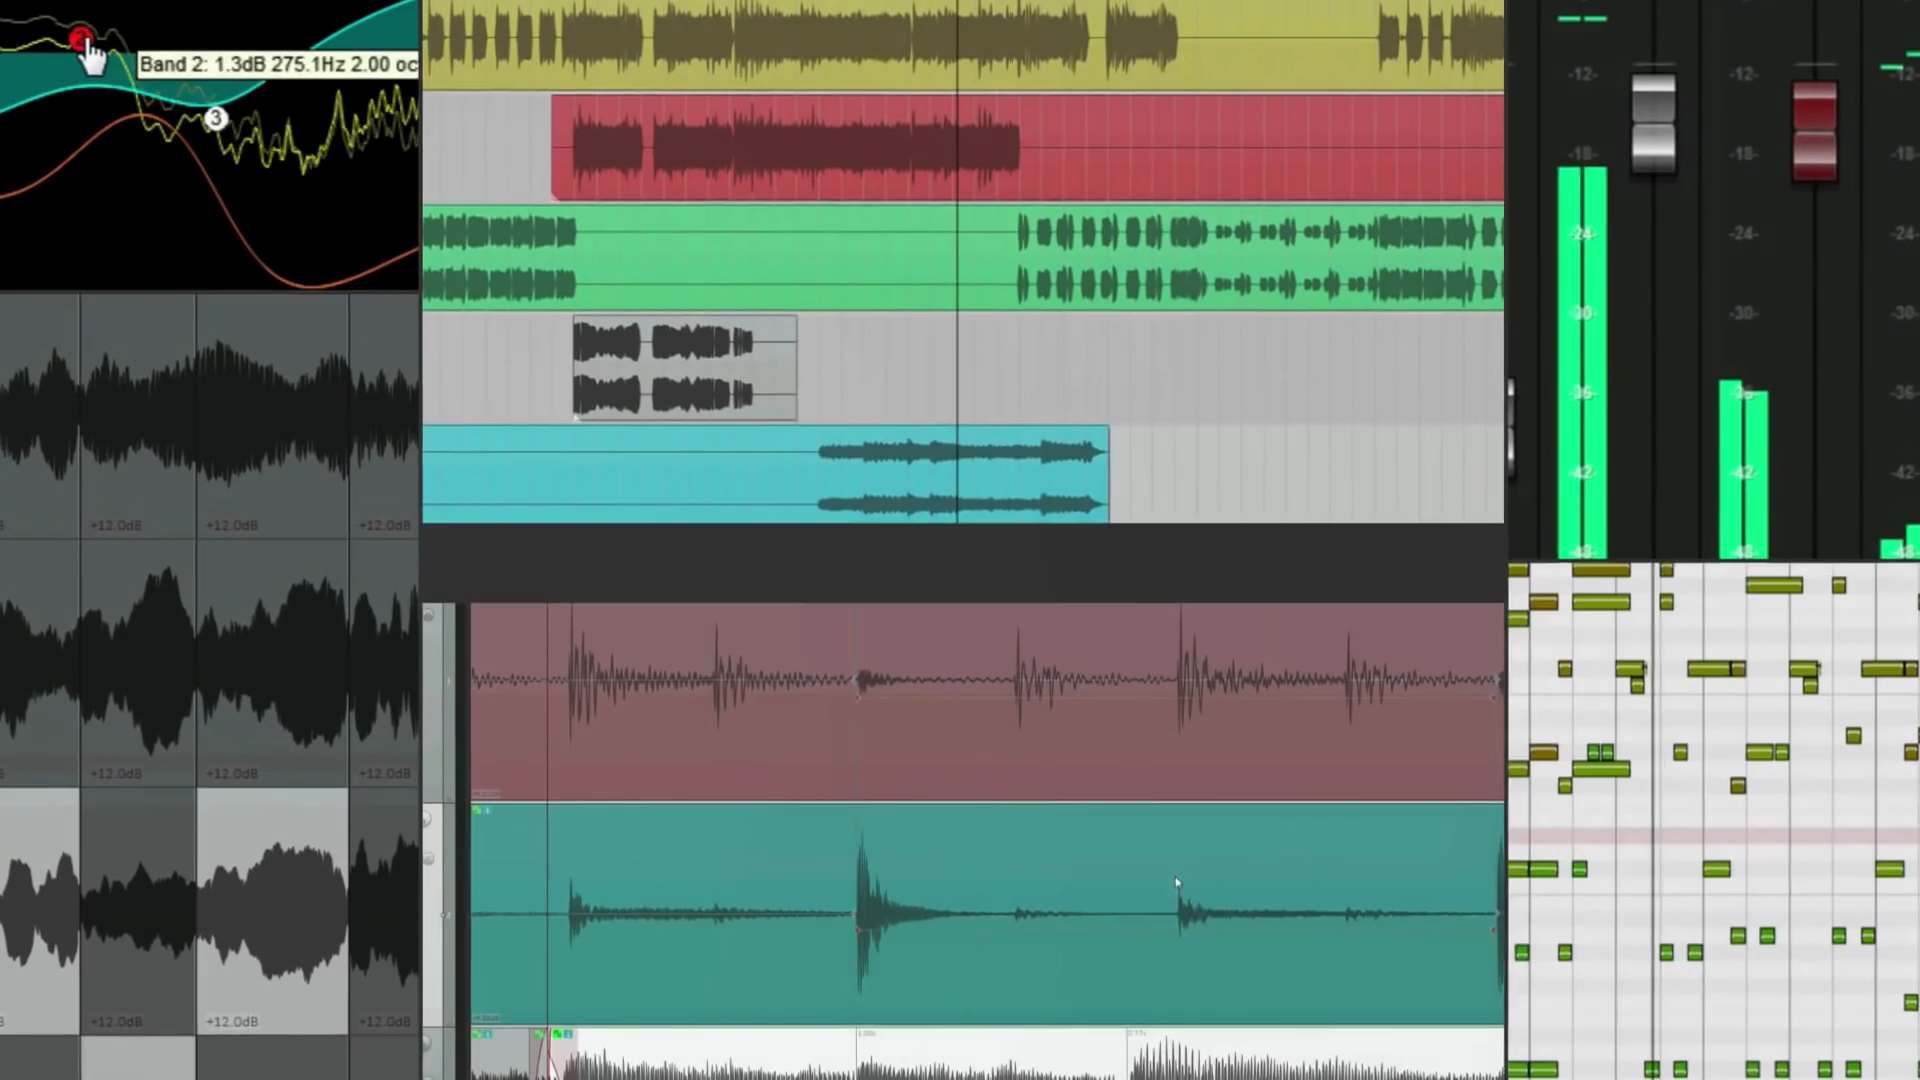 2
Band 2: 1.3dB 275.1Hz 2.00 oc
3
+12.0dB
+12.0dB
+12.0dB
+12.0dB
+12.0dB
+12.0dB
+12.0dB
+12.0dB
+12.0dB
-12-
-12-
-12
-18-
-18-
-18
-24-
-24-
-24
-30-
-30-
-30
-36-
-36-
-36
-42-
-42-
-42
-48-
-48-
-48